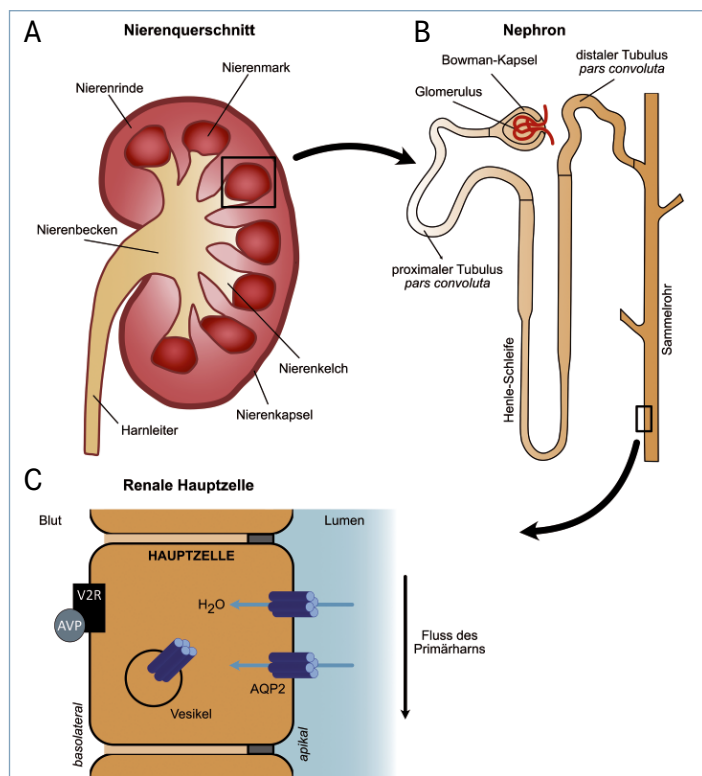 A
Nierenquerschnitt
Nierenmark
Nierenrinde
Nierenbecken
Nierenkelch
Nierenkapsel
Harnleiter
B
Nephron
Bowman-Kapsel
Glomerulus
distaler Tubulus
pars convoluta
proximaler Tubulus
pars convoluta
Henle-Schleife
Sammelrohr
C
Renale Hauptzelle
Blut
Lumen
HAUPTZELLE
V2R
AVP
H2O
AQP2
Vesikel
basolateral
apikal
Fluss des
Primärharns